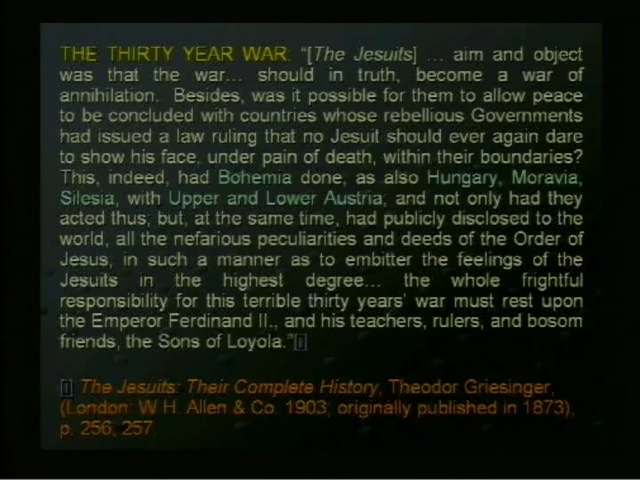 THE THIRTY YEAR WAR: "[The Jesuits] ... aim and object
was that the war... should in truth, become a war of
annihilation. Besides, was it possible for them to allow peace
to be concluded with countries whose rebellious Governments
had issued a law ruling that no Jesuit should ever again dare
to show his face, under pain of death, within their boundaries?
This, indeed, had Bohemia done, as also Hungary, Moravia,
Silesia, with Upper and Lower Austria; and not only had they
acted thus; but, at the same time, had publicly disclosed to the
world, all the nefarious peculiarities and deeds of the Order of
Jesus, in such a manner as to embitter the feelings of the
Jesuits in the highest degree... the whole frightful
responsibility for this terrible thirty years' war must rest upon
the Emperor Ferdinand II., and his teachers, rulers, and bosom
friends, the Sons of Loyola."[]
[] The Jesuits: Their Complete History, Theodor Griesinger,
(London: W.H. Allen & Co. 1903; originally published in 1873),
p. 256, 257